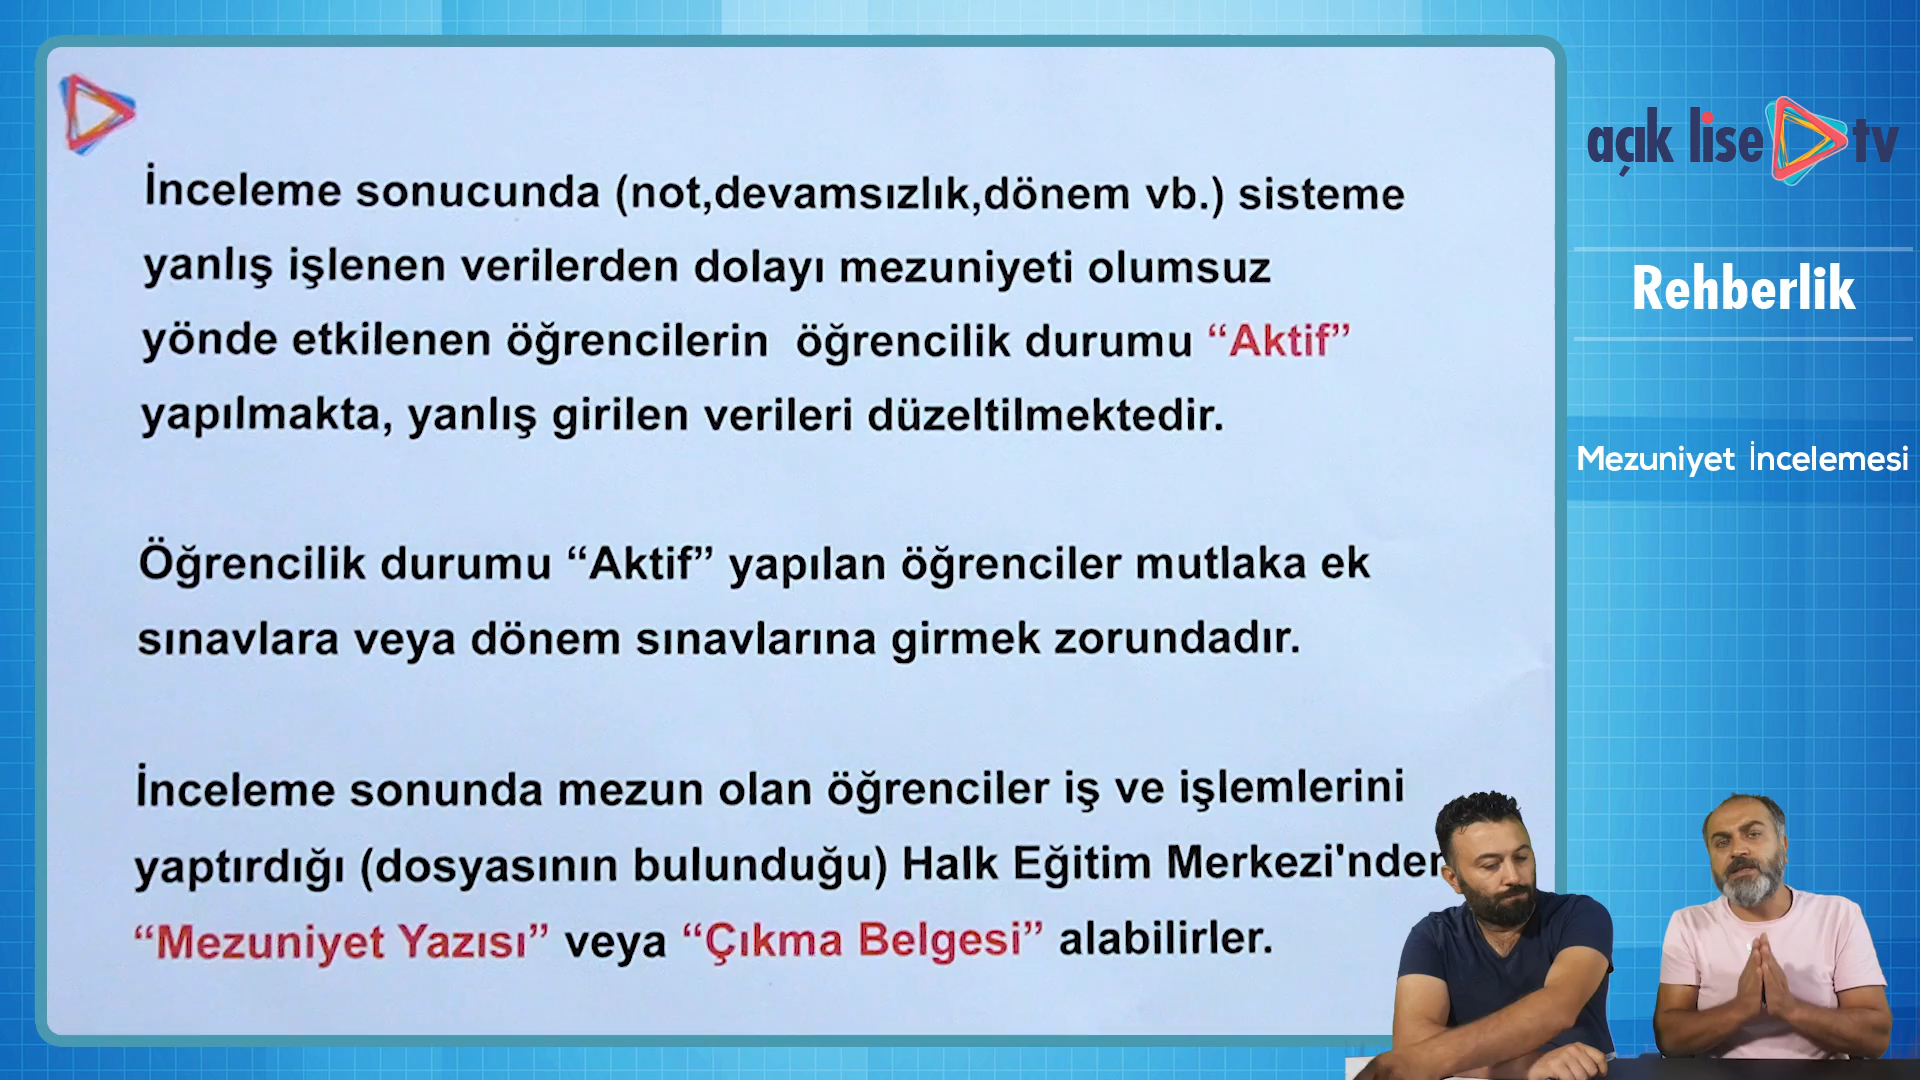 İnceleme sonucunda (not,devamsızlık,dönem vb.) sisteme
yanlış işlenen verilerden dolayı mezuniyeti olumsuz
yönde etkilenen öğrencilerin öğrencilik durumu “Aktif”
yapılmakta, yanlış girilen verileri düzeltilmektedir.
Öğrencilik durumu “Aktif” yapılan öğrenciler mutlaka ek
sınavlara veya dönem sınavlarına girmek zorundadır.
İnceleme sonunda mezun olan öğrenciler iş ve işlemlerini
yaptırdığı (dosyasının bulunduğu) Halk Eğitim Merkezi'nden
“Mezuniyet Yazısı” veya “Çıkma Belgesi” alabilirler.
açık lise tv
Rehberlik
Mezuniyet İncelemesi